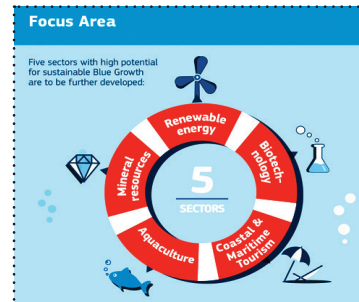 Focus Area
Five sectors with high potential
for sustainable Blue Growth
are to be further developed:
Renewable
energy
Biotech-
nology
Coastal &
Maritime
Tourism
Aquaculture
Mineral
resources
5
SECTORS